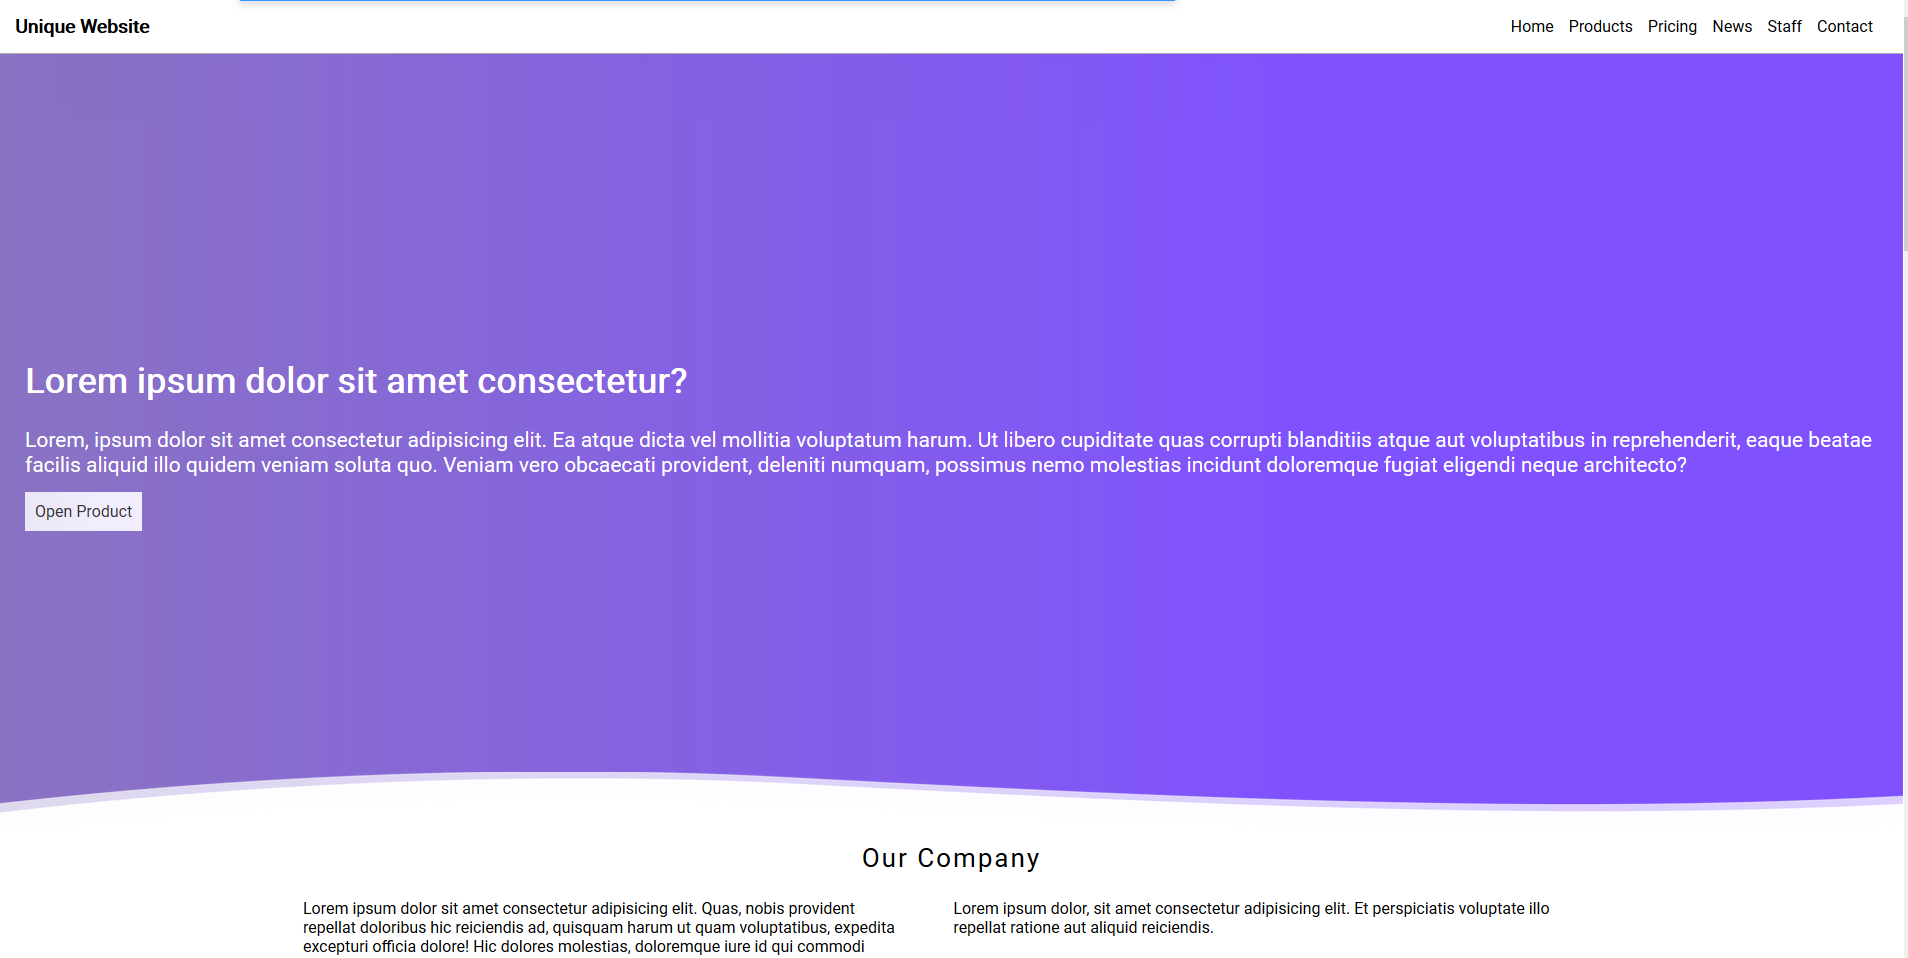 Unique Website
Home Products Pricing News Staff Contact
Lorem ipsum dolor sit amet consectetur?
Lorem, ipsum dolor sit amet consectetur adipisicing elit. Ea atque dicta vel mollitia voluptatum harum. Ut libero cupiditate quas corrupti blanditiis atque aut voluptatibus in reprehenderit, eaque beatae
facilis aliquid illo quidem veniam soluta quo. Veniam vero obcaecati provident, deleniti numquam, possimus nemo molestias incidunt doloremque fugiat eligendi neque architecto?
Open Product
Our Company
Lorem ipsum dolor sit amet consectetur adipisicing elit. Quas, nobis provident
repellat doloribus hic reiciendis ad, quisquam harum ut quam voluptatibus, expedita
excepturi officia dolore! Hic dolores molestias, doloremque iure id qui commodi
Lorem ipsum dolor, sit amet consectetur adipisicing elit. Et perspiciatis voluptate illo
repellat ratione aut aliquid reiciendis.